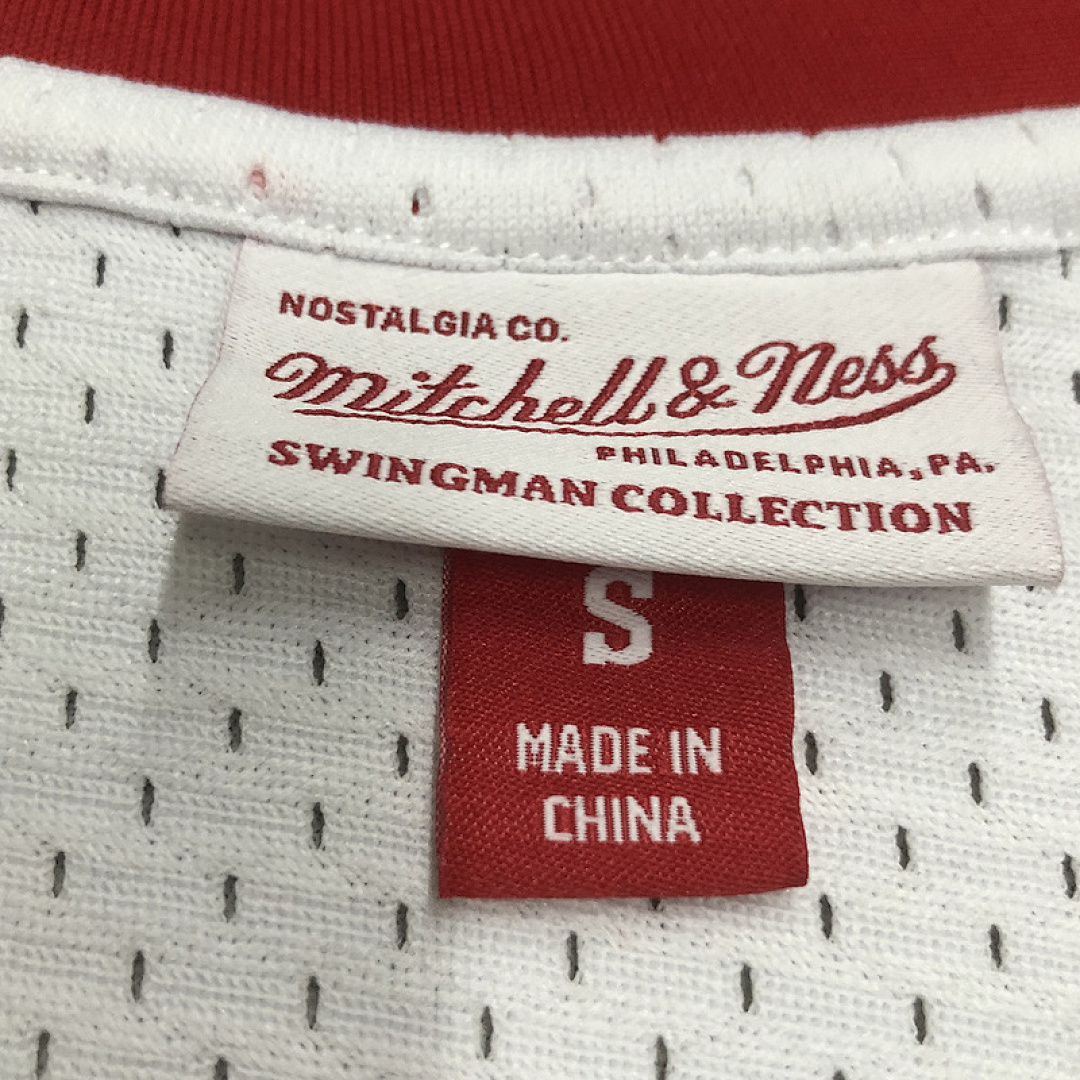 NOSTALGIA CO.
Mitchell & Ness
PHILADELPHIA, PA.
SWINGMAN COLLECTION
S
MADE IN
CHINA